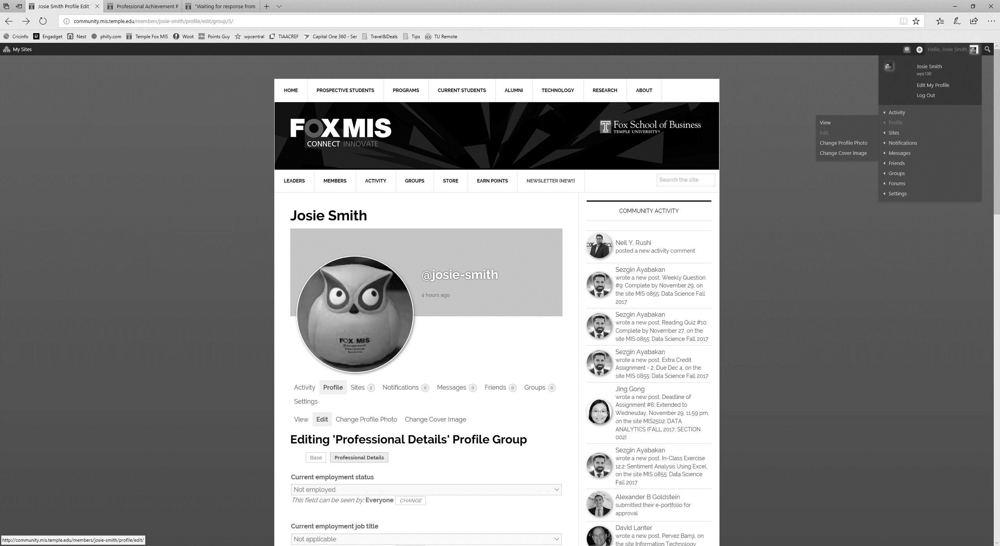 Josie Smith Profile Edit
Professional Achievement P
"Waiting for response from
community.mis.temple.edu/members/josie-smith/profile/edit/group/3/
Cricinfo
Engadget
Nest
philly.com
Temple Fox MIS
Woot
Points Guy
wpcentral
TIAACREF
Capital One 360 - Ser
Travel&Deals
Tips
TU Remote
My Sites
0
Hello, Josie Smith
Josie Smith
wps100
Edit My Profile
Log Out
Activity
Profile
Sites
Notifications
Messages
Friends
Groups
Forums
Settings
View
Edit
Change Profile Photo
Change Cover Image
HOME
PROSPECTIVE STUDENTS
PROGRAMS
CURRENT STUDENTS
ALUMNI
TECHNOLOGY
RESEARCH
ABOUT
FOX MIS
CONNECT INNOVATE
Fox School of Business
TEMPLE UNIVERSITY®
LEADERS
MEMBERS
ACTIVITY
GROUPS
STORE
EARN POINTS
NEWSLETTER (NEW!)
Search the site
Josie Smith
@josie-smith
4 hours ago
FOX MIS
Management
Information
Systems
Activity
Profile
Sites 2
Notifications 0
Messages 0
Friends 0
Groups 0
Settings
View
Edit
Change Profile Photo
Change Cover Image
Editing 'Professional Details' Profile Group
Base
Professional Details
Current employment status
Not employed
This field can be seen by: Everyone CHANGE
Current employment job title
Not applicable
COMMUNITY ACTIVITY
Neil Y. Rushi
posted a new activity comment
Sezgin Ayabakan
wrote a new post, Weekly Question
#9: Complete by November 29, on
the site MIS 0855: Data Science Fall
2017
Sezgin Ayabakan
wrote a new post, Reading Quiz #10:
Complete by November 27, on the
site MIS 0855: Data Science Fall 2017
Sezgin Ayabakan
wrote a new post, Extra Credit
Assignment - 2, Due Dec 4, on the
site MIS 0855: Data Science Fall 2017
Jing Gong
wrote a new post, Deadline of
Assignment #6: Extended to
Wednesday, November 29, 11:59 pm,
on the site MIS2502: DATA
ANALYTICS (FALL 2017, SECTION
002)
Sezgin Ayabakan
wrote a new post, In-Class Exercise
12.2: Sentiment Analysis Using Excel,
on the site MIS 0855: Data Science
Fall 2017
Alexander B Goldstein
submitted their e-portfolio for
approval
David Lanter
wrote a new post, Pervez Bamji, on
the site Information Technology
http://community.mis.temple.edu/members/josie-smith/profile/edit/